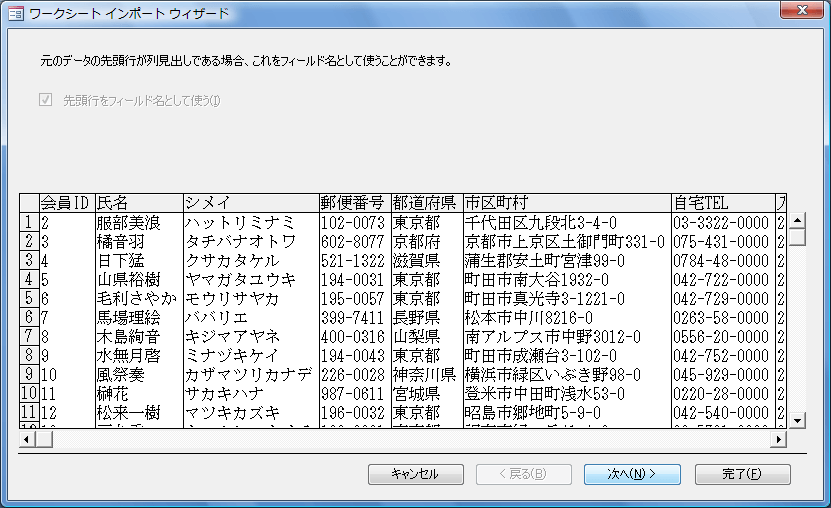 ワークシート インポート ウィザード
元のデータの先頭行が列見出しである場合、これをフィールド名として使うことができます。
先頭行をフィールド名として使う(I)
会員ID 氏名 シメイ 郵便番号 都道府県 市区町村 自宅TEL
1 2 服部美浪 ハットリミナミ 102-0073 東京都 千代田区九段北3-4-0 03-3322-0000 2
2 3 橘音羽 タチバナオトワ 602-8077 京都府 京都市上京区土御門町331-0 075-431-0000 2
3 4 日下猛 クサカタケル 521-1322 滋賀県 蒲生郡安土町宮津99-0 0784-48-0000 2
4 5 山県裕樹 ヤマガタユウキ 194-0031 東京都 町田市南大谷1932-0 042-722-0000 2
5 6 毛利さやか モウリサヤカ 195-0057 東京都 町田市真光寺3-1221-0 042-729-0000 2
6 7 馬場理絵 ババリエ 399-7411 長野県 松本市中川8216-0 0263-58-0000 2
7 8 木島絢音 キジマアヤネ 400-0316 山梨県 南アルプス市中野3012-0 0556-20-0000 2
8 9 水無月啓 ミナヅキケイ 194-0043 東京都 町田市成瀬台3-102-0 042-752-0000 2
9 10 風祭奏 カザマツリカナデ 226-0028 神奈川県 横浜市緑区いぶき野98-0 045-929-0000 2
10 11 榊花 サカキハナ 987-0611 宮城県 登米市中田町浅水53-0 0220-28-0000 2
11 12 松来一樹 マツキカズキ 196-0032 東京都 昭島市郷地町5-9-0 042-540-0000 2
キャンセル < 戻る(B) 次へ(N) > 完了(F)